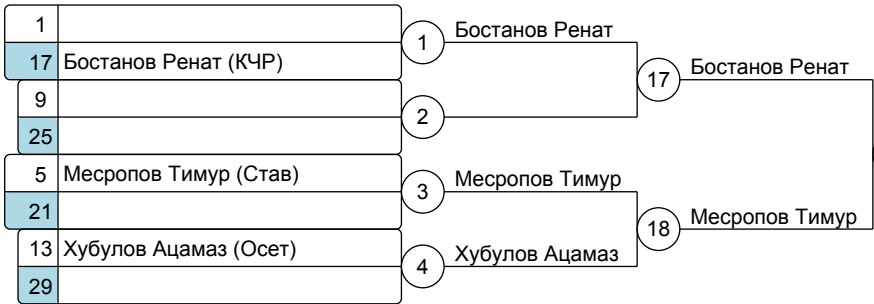 1
17 Бостанов Ренат (КЧР)
1
Бостанов Ренат
9
25
2
17
Бостанов Ренат
5 Месропов Тимур (Став)
21
3
Месропов Тимур
13 Хубулов Ацамаз (Осет)
29
4
Хубулов Ацамаз
18
Месропов Тимур